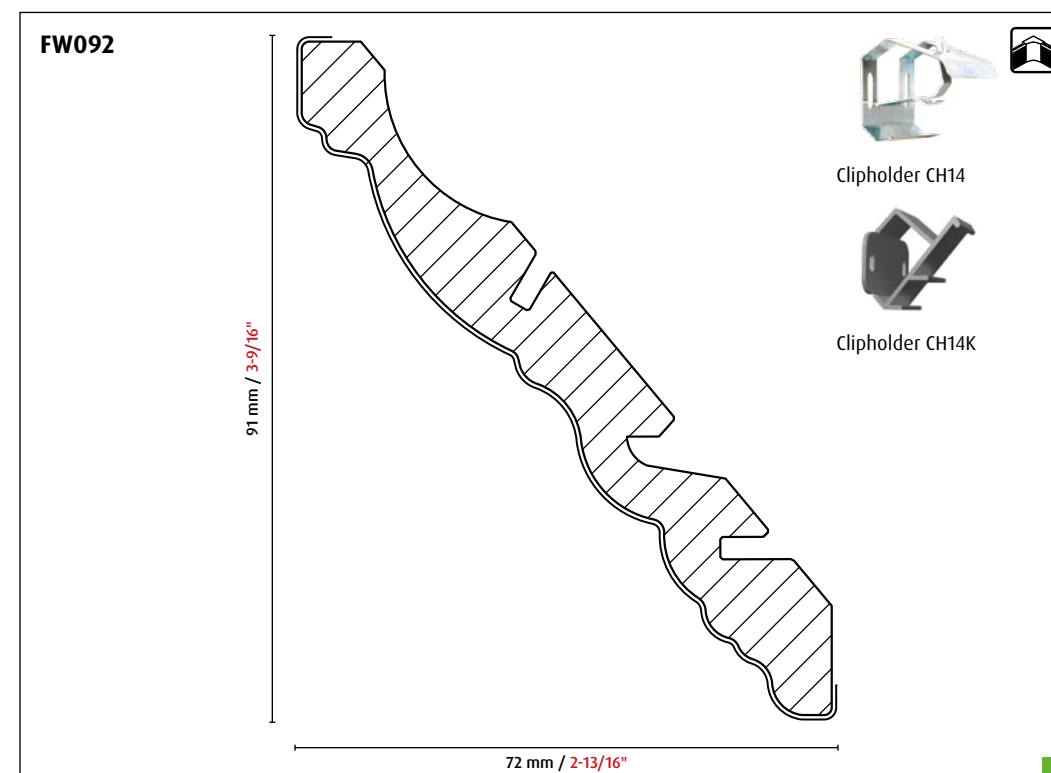 FW092
Clipholder CH14
Clipholder CH14K
91 mm / 3-9/16"
72 mm / 2-13/16"